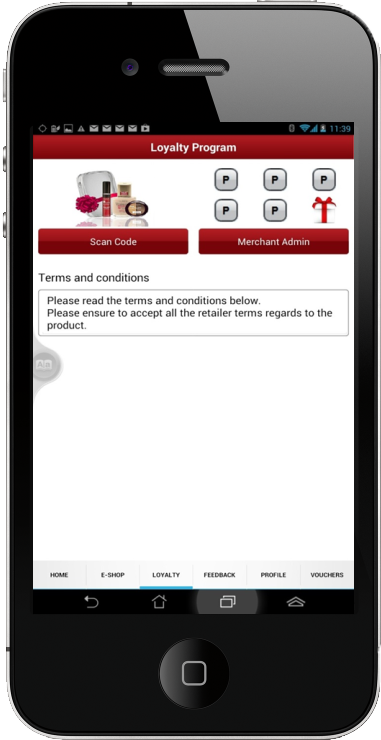 11:39
Loyalty Program
P P P
P P
Scan Code Merchant Admin
Terms and conditions
Please read the terms and conditions below.
Please ensure to accept all the retailer terms regards to the
product.
HOME E-SHOP LOYALTY FEEDBACK PROFILE VOUCHERS